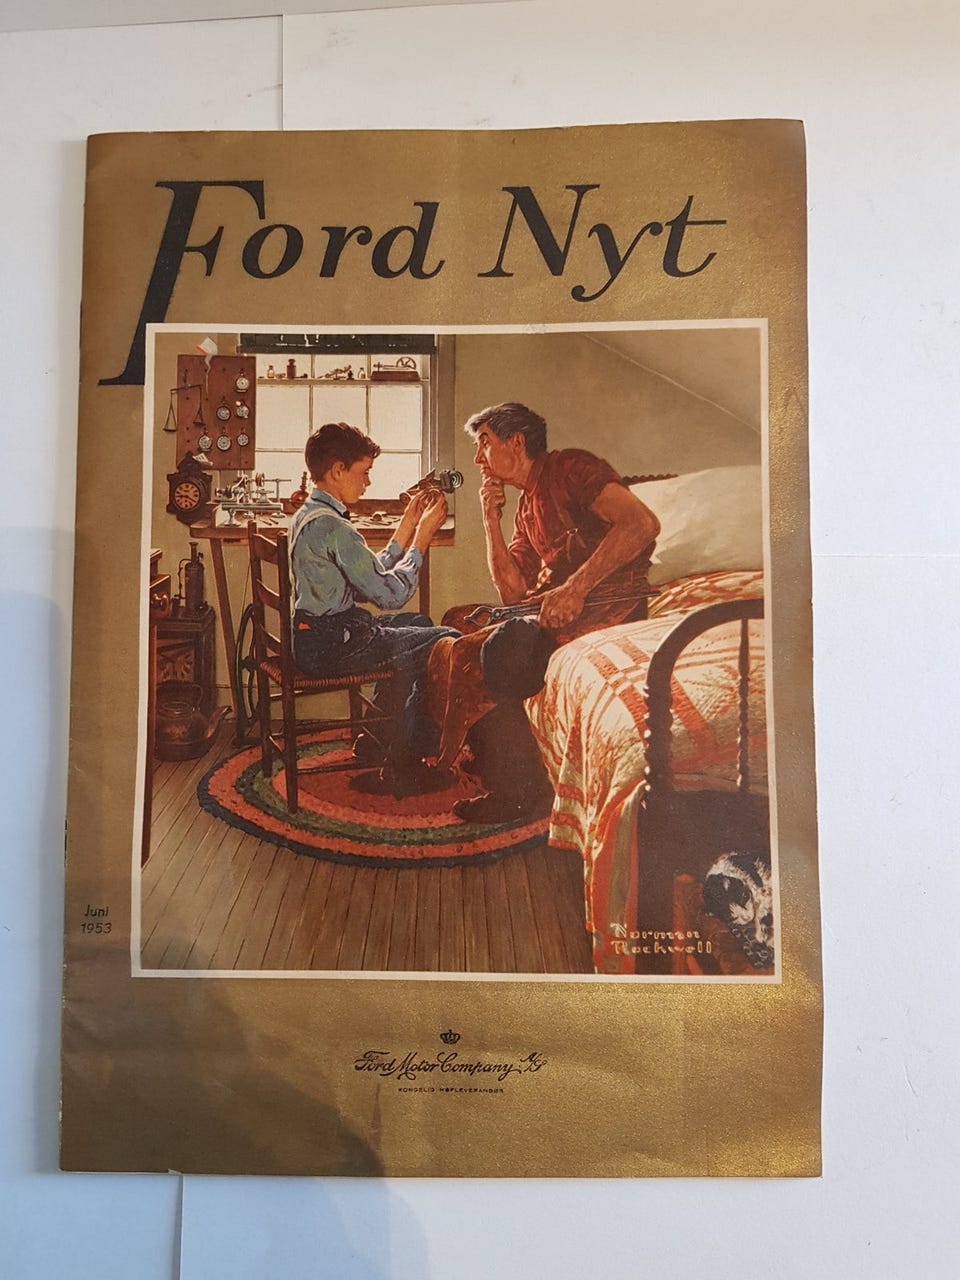 Ford Nyt
Juni
1953
Norman
Rockwell
Ford Motor Company A/S
KONGELIG HOFLEVERANDØR